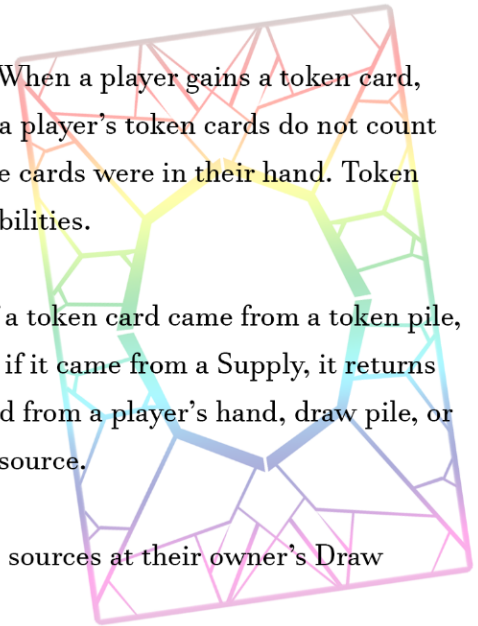 When a player gains a token card,
a player’s token cards do not count
e cards were in their hand. Token
bilities.
a token card came from a token pile,
if it came from a Supply, it returns
d from a player’s hand, draw pile, or
source.
sources at their owner’s Draw